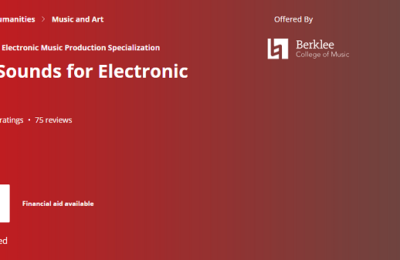 umanities > Music and Art
Offered By
Berklee
College of Music
Electronic Music Production Specialization
Sounds for Electronic
ratings • 75 reviews
Financial aid available
ed